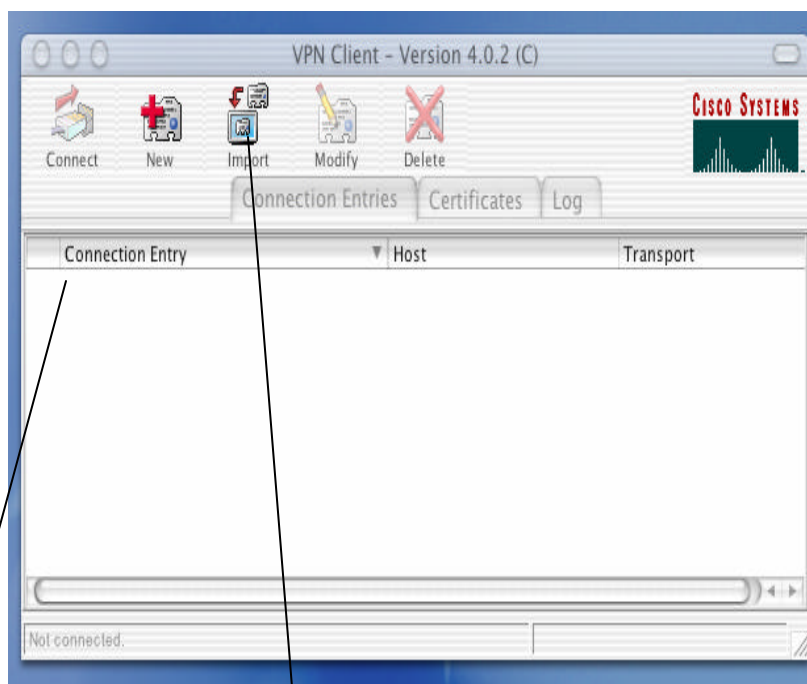 VPN Client – Version 4.0.2 (C)
Connect New Import Modify Delete
CISCO SYSTEMS
Connection Entries Certificates Log
Connection Entry Host Transport
Not connected.